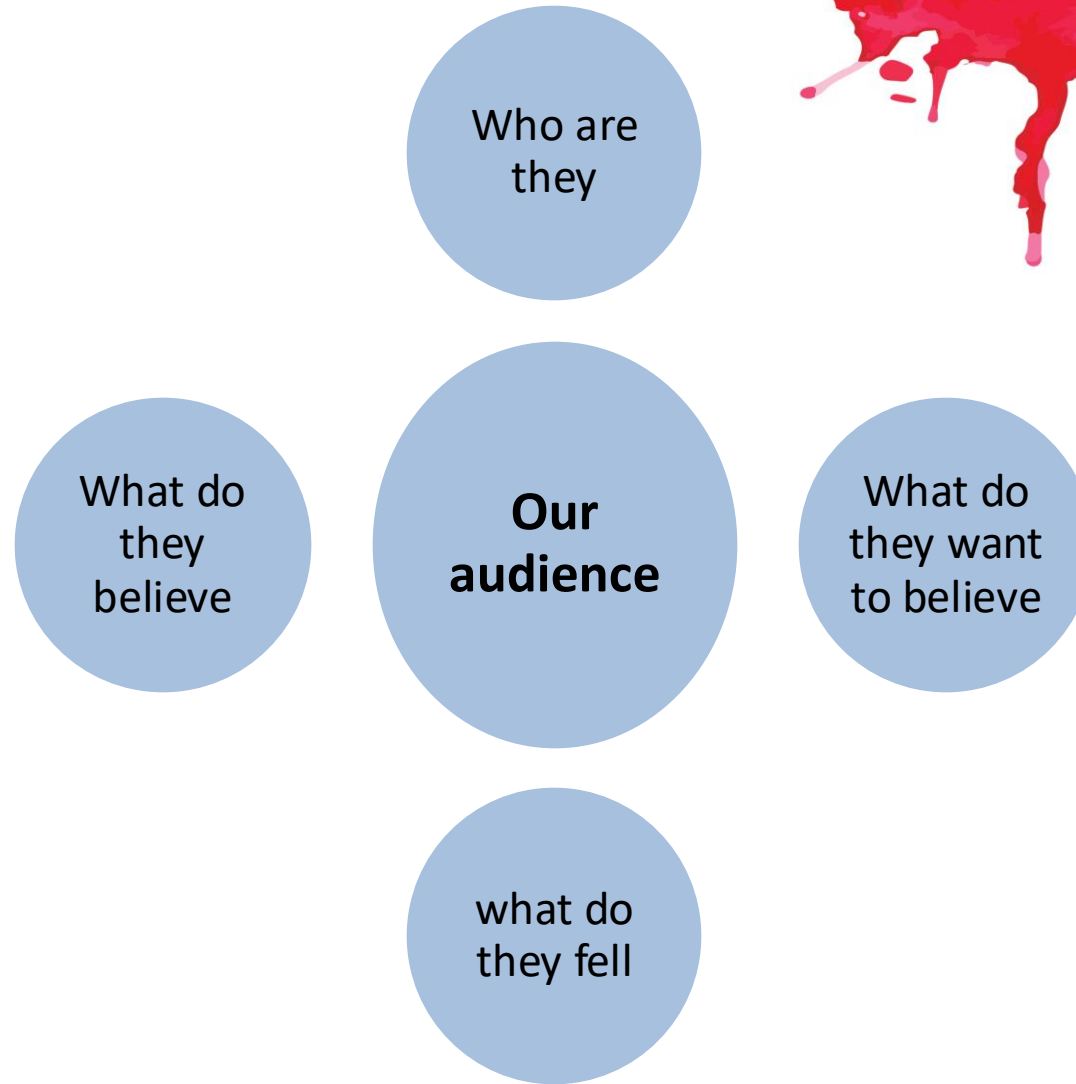 Who are
they
What do
they
believe
Our
audience
What do
they want
to believe
what do
they fell